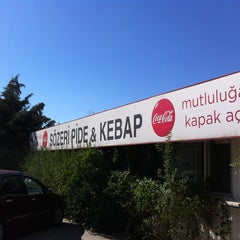 SÖZERİ PİDE & KEBAP
Coca-Cola
mutluluğa
kapak aç